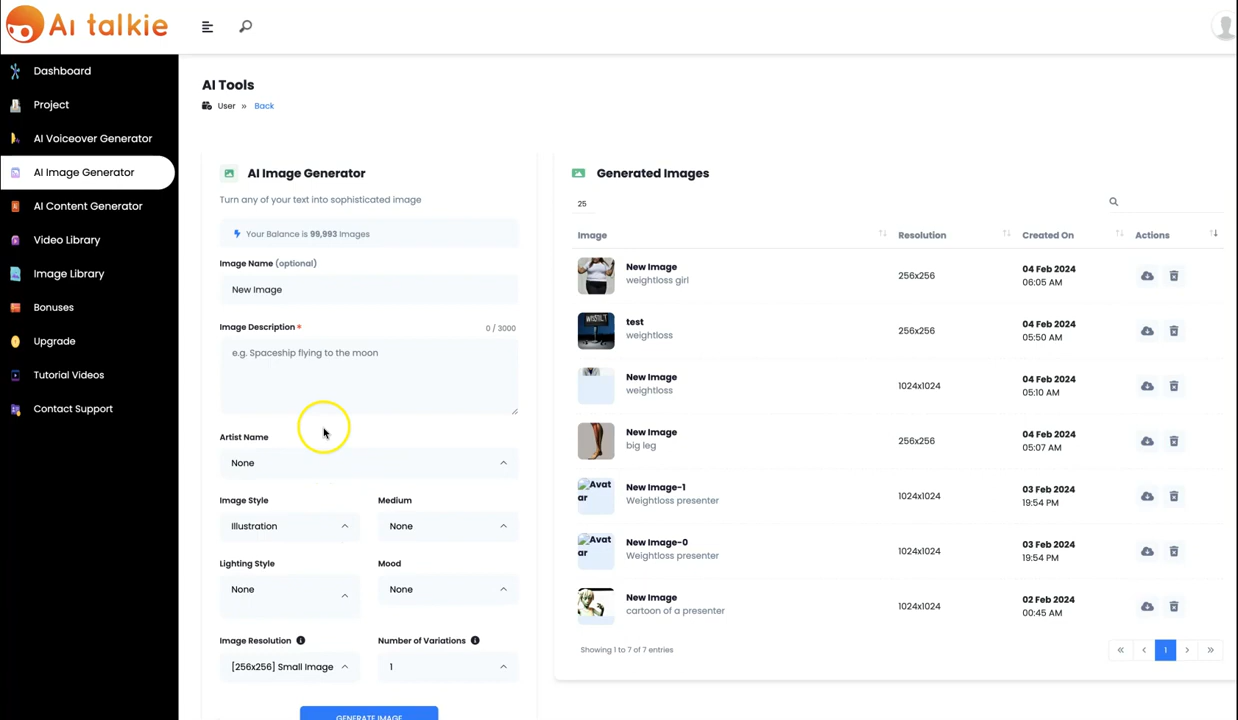 Ai talkie
Dashboard
Project
AI Voiceover Generator
AI Image Generator
AI Content Generator
Video Library
Image Library
Bonuses
Upgrade
Tutorial Videos
Contact Support
AI Tools
User » Back
AI Image Generator
Turn any of your text into sophisticated image
Your Balance is 99,993 Images
Image Name (optional)
New Image
Image Description *
0 / 3000
e.g. Spaceship flying to the moon
Artist Name
None
Image Style
Medium
Illustration
None
Lighting Style
Mood
None
None
Image Resolution
Number of Variations
[256x256] Small Image
1
GENERATE IMAGE
Generated Images
25
Image Resolution Created On Actions
New Image
weightloss girl
256x256
04 Feb 2024
06:05 AM
test
weightloss
256x256
04 Feb 2024
05:50 AM
New Image
weightloss
1024x1024
04 Feb 2024
05:10 AM
New Image
big leg
256x256
04 Feb 2024
05:07 AM
Avat
ar
New Image-1
Weightloss presenter
1024x1024
03 Feb 2024
19:54 PM
Avat
ar
New Image-0
Weightloss presenter
1024x1024
03 Feb 2024
19:54 PM
New Image
cartoon of a presenter
1024x1024
02 Feb 2024
00:45 AM
Showing 1 to 7 of 7 entries
« ‹ 1 › »